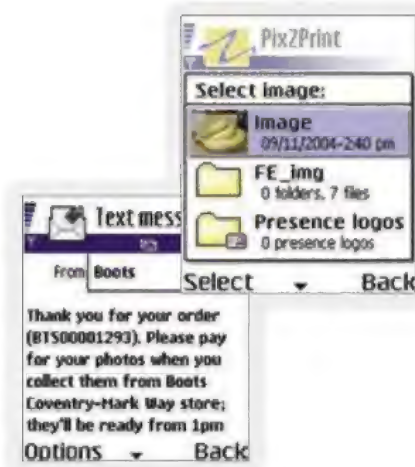 Pix2Print
Select image:
Image
09/11/2004-2:40 pm
FE_img
0 folders, 7 files
Presence logos
0 presence logos
Select
Back
Text mess
From Boots
Thank you for your order
(BTS00001293). Please pay
for your photos when you
collect them from Boots
Coventry-Mark Way store;
they'll be ready from 1pm
Options
Back